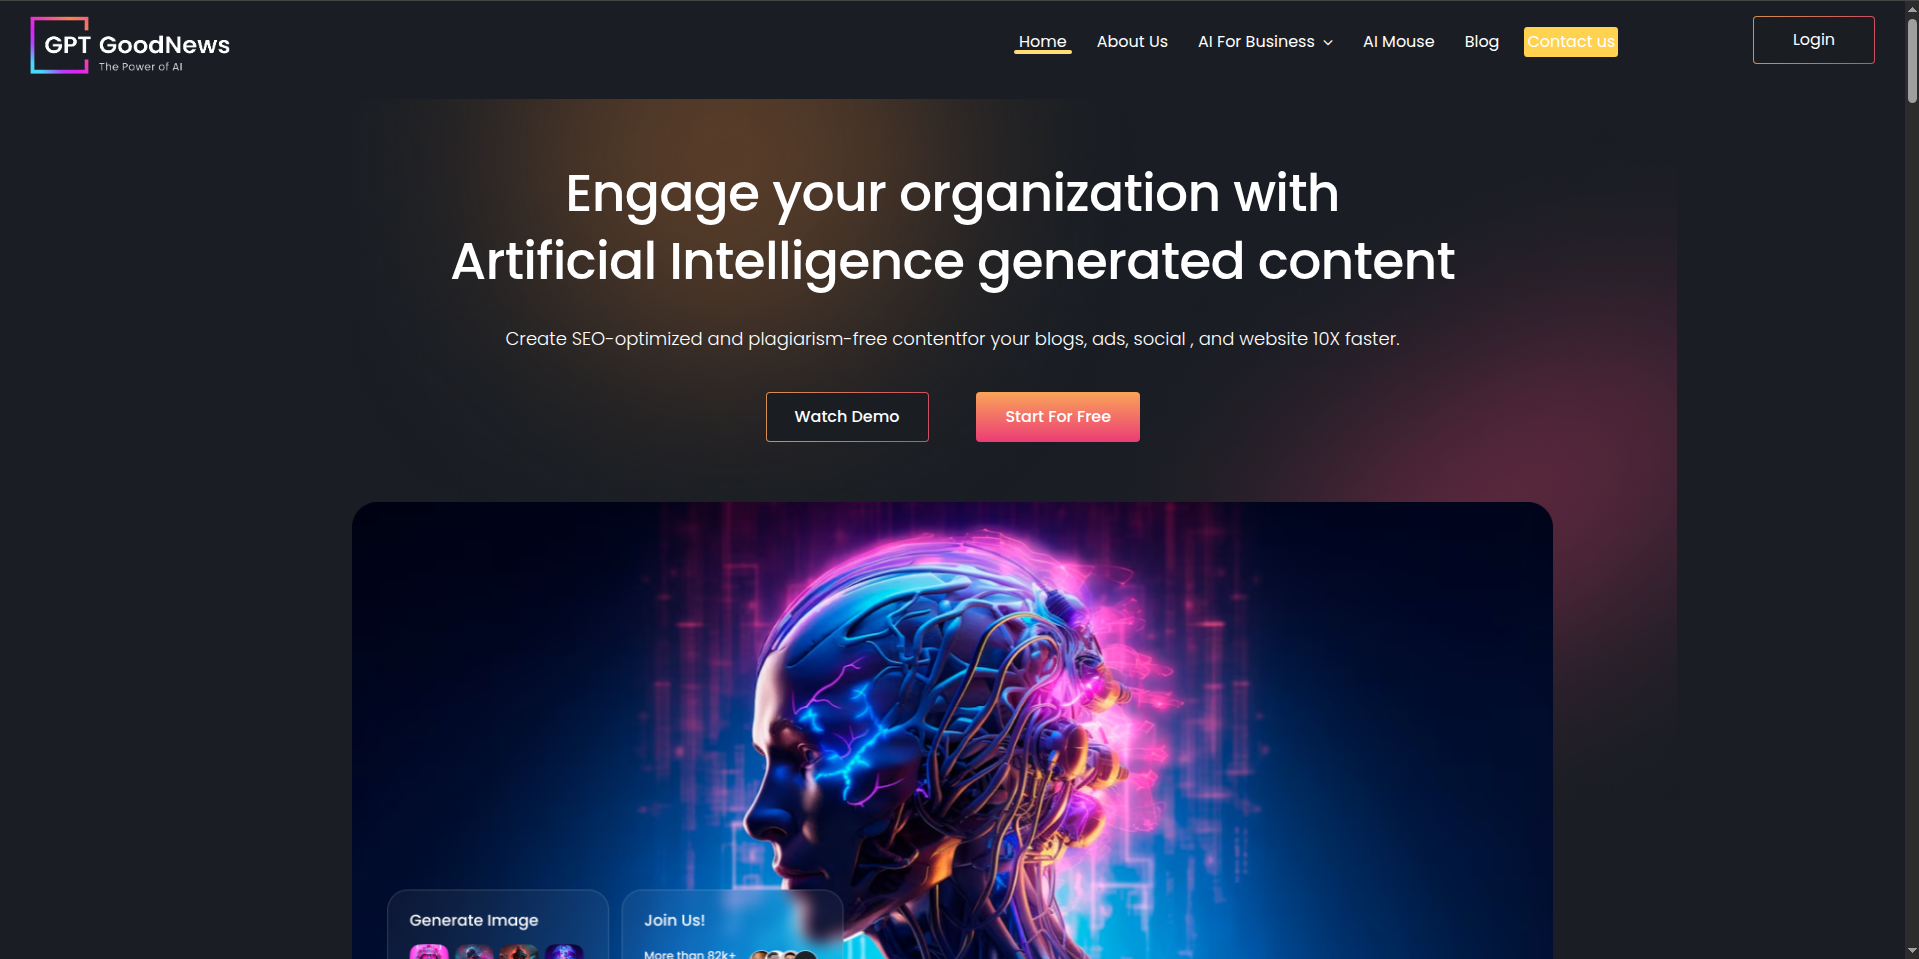 GPT GoodNews
The Power of AI
Home About Us AI For Business AI Mouse Blog Contact us Login
Engage your organization with
Artificial Intelligence generated content
Create SEO-optimized and plagiarism-free contentfor your blogs, ads, social , and website 10X faster.
Watch Demo Start For Free
Generate Image Join Us!
More than 82k+